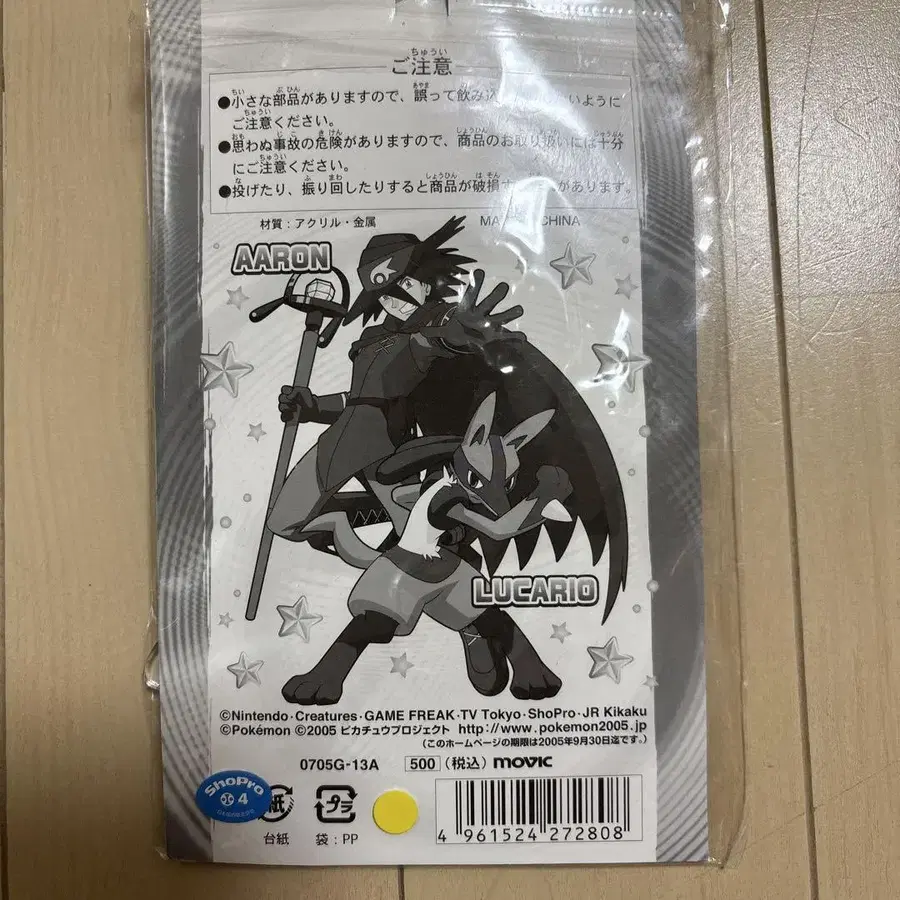 ご注意
●小さな部品がありますので、誤って飲み込 いように
ご注意ください。
●思わぬ事故の危険がありますので、商品のお取り扱いには十分
にご注意ください。
●投げたり、振り回したりすると商品が破損す があります。
材質:アクリル・金属 CHINA
AARON
LUCARIO
©Nintendo・Creatures・GAME FREAK・TV Tokyo・ShoPro・JR Kikaku
©Pokémon ©2005 ピカチュウプロジェクト http://www.pokemon2005.jp
(このホームページの期限は2005年9月30日迄です。)
0705G-13A 500 (税込) movic
ShoPro
4
紙
プラ
台紙 袋:PP
4 961524 272808